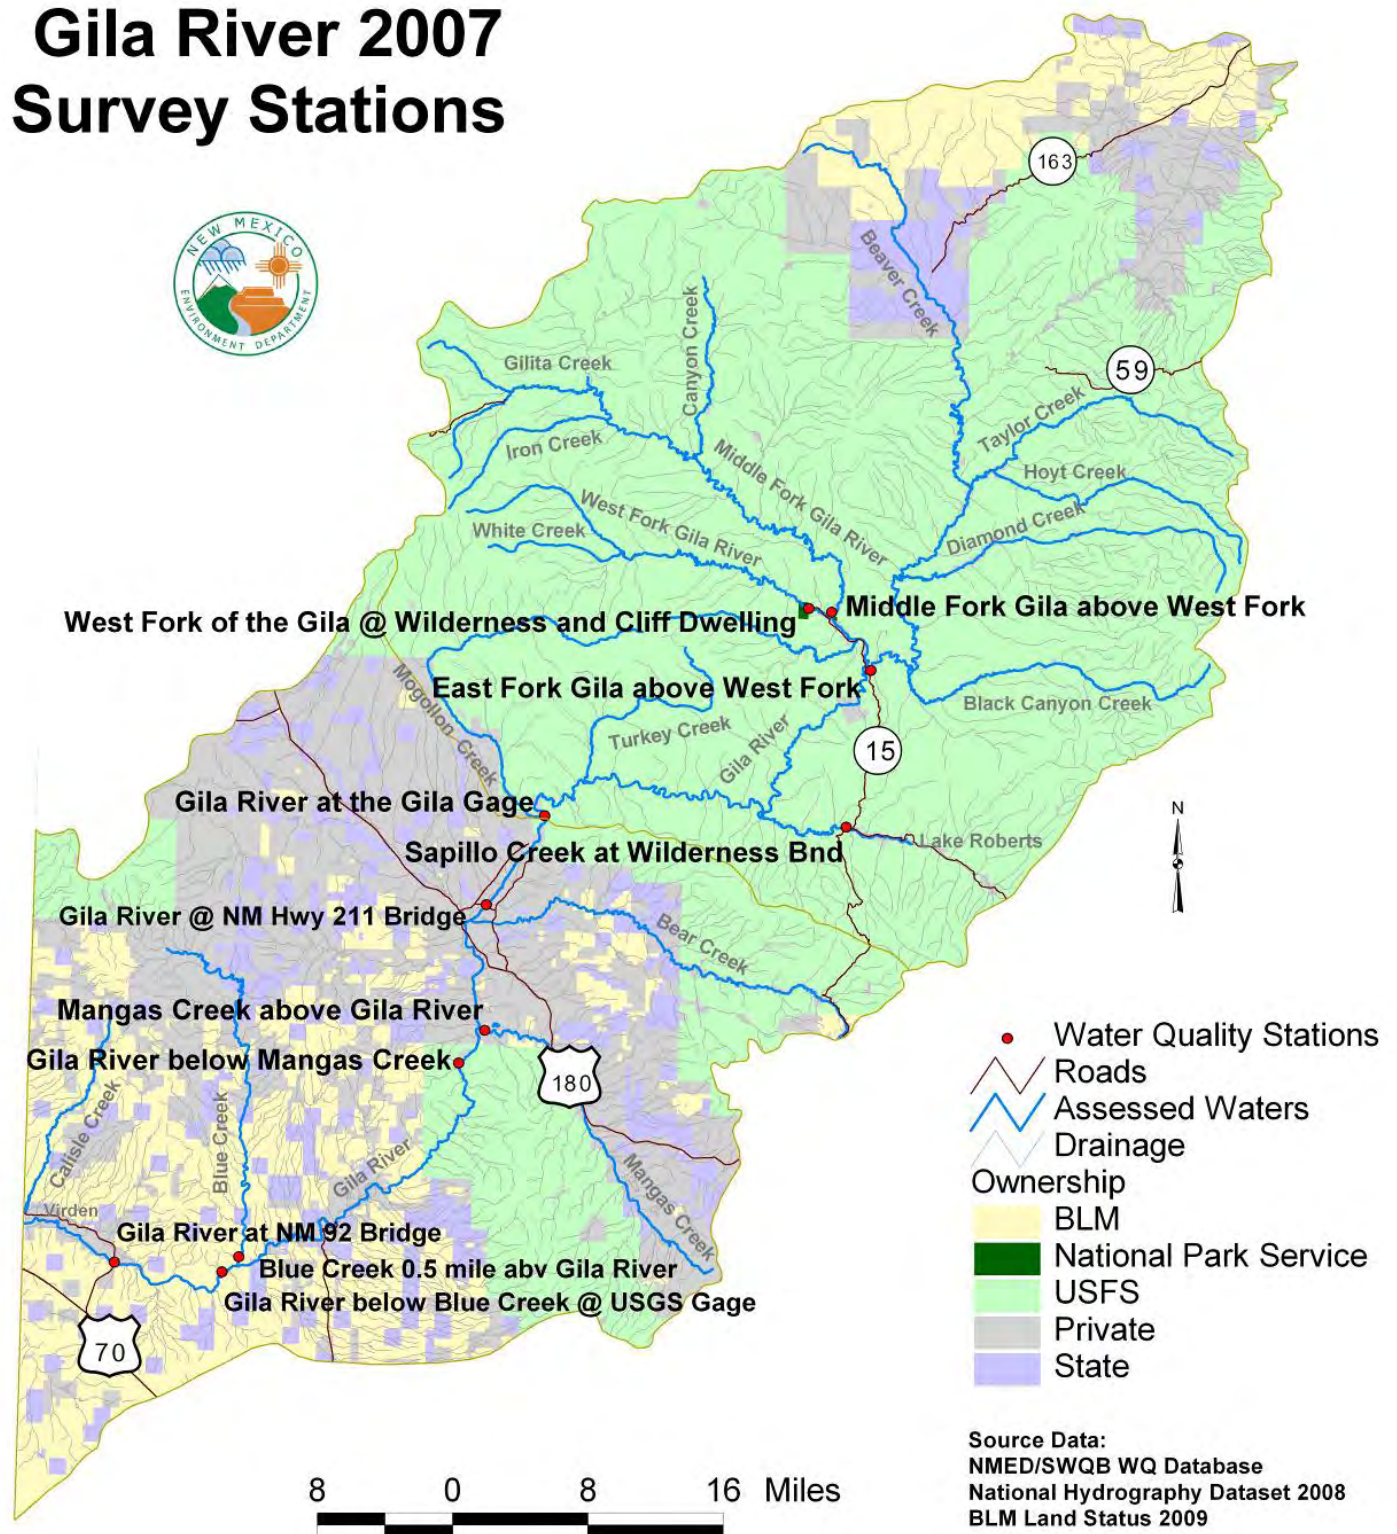 Gila River 2007
Survey Stations
NEW MEXICO
ENVIRONMENT DEPARTMENT
163
Beaver Creek
Canyon Creek
Gilita Creek
59
Taylor Creek
Iron Creek
Middle Fork Gila River
Hoyt Creek
West Fork Gila River
White Creek
Diamond Creek
Middle Fork Gila above West Fork
West Fork of the Gila @ Wilderness and Cliff Dwelling
Mogollon Creek
East Fork Gila above West Fork
Black Canyon Creek
Turkey Creek
Gila River
15
Gila River at the Gila Gage
N
Lake Roberts
Sapillo Creek at Wilderness Bnd
Gila River @ NM Hwy 211 Bridge
Bear Creek
Mangas Creek above Gila River
Gila River below Mangas Creek
180
Calisle Creek
Blue Creek
Gila River
Mangas Creek
Virden
Gila River at NM 92 Bridge
Blue Creek 0.5 mile abv Gila River
Gila River below Blue Creek @ USGS Gage
70
Water Quality Stations
Roads
Assessed Waters
Drainage
Ownership
BLM
National Park Service
USFS
Private
State
8 0 8 16 Miles
Source Data:
NMED/SWQB WQ Database
National Hydrography Dataset 2008
BLM Land Status 2009